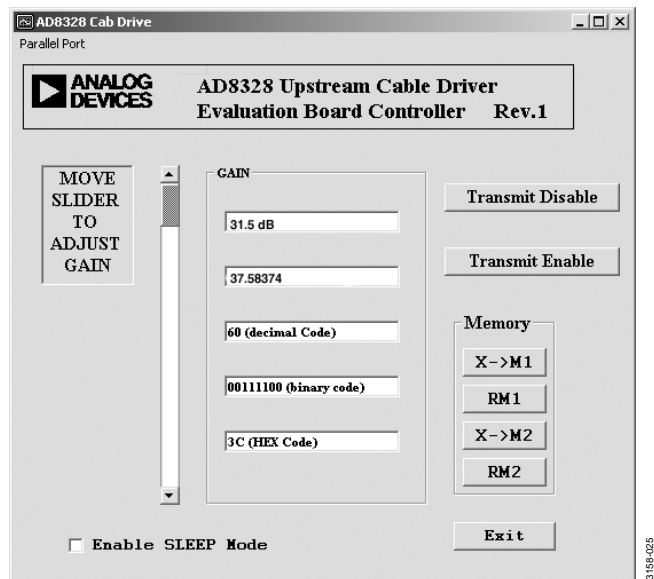 AD8328 Cab Drive
Parallel Port
ANALOG
DEVICES
AD8328 Upstream Cable Driver
Evaluation Board Controller Rev.1
MOVE
SLIDER
TO
ADJUST
GAIN
GAIN
31.5 dB
37.58374
60 (decimal Code)
00111100 (binary code)
3C (HEX Code)
Transmit Disable
Transmit Enable
Memory
X->M1
RM1
X->M2
RM2
Enable SLEEP Mode
Exit
3158-025